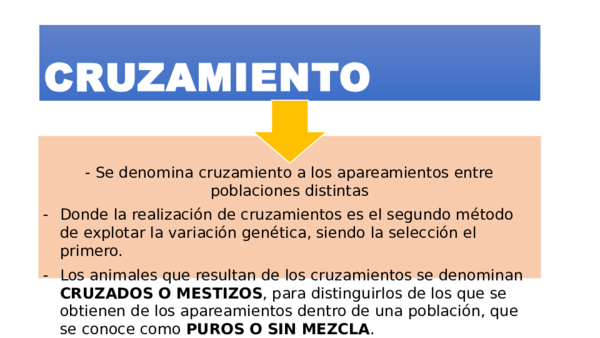 CRUZAMIENTO
- Se denomina cruzamiento a los apareamientos entre
poblaciones distintas
- Donde la realización de cruzamientos es el segundo método
de explotar la variación genética, siendo la selección el
primero.
- Los animales que resultan de los cruzamientos se denominan
CRUZADOS O MESTIZOS, para distinguirlos de los que se
obtienen de los apareamientos dentro de una población, que
se conoce como PUROS O SIN MEZCLA.